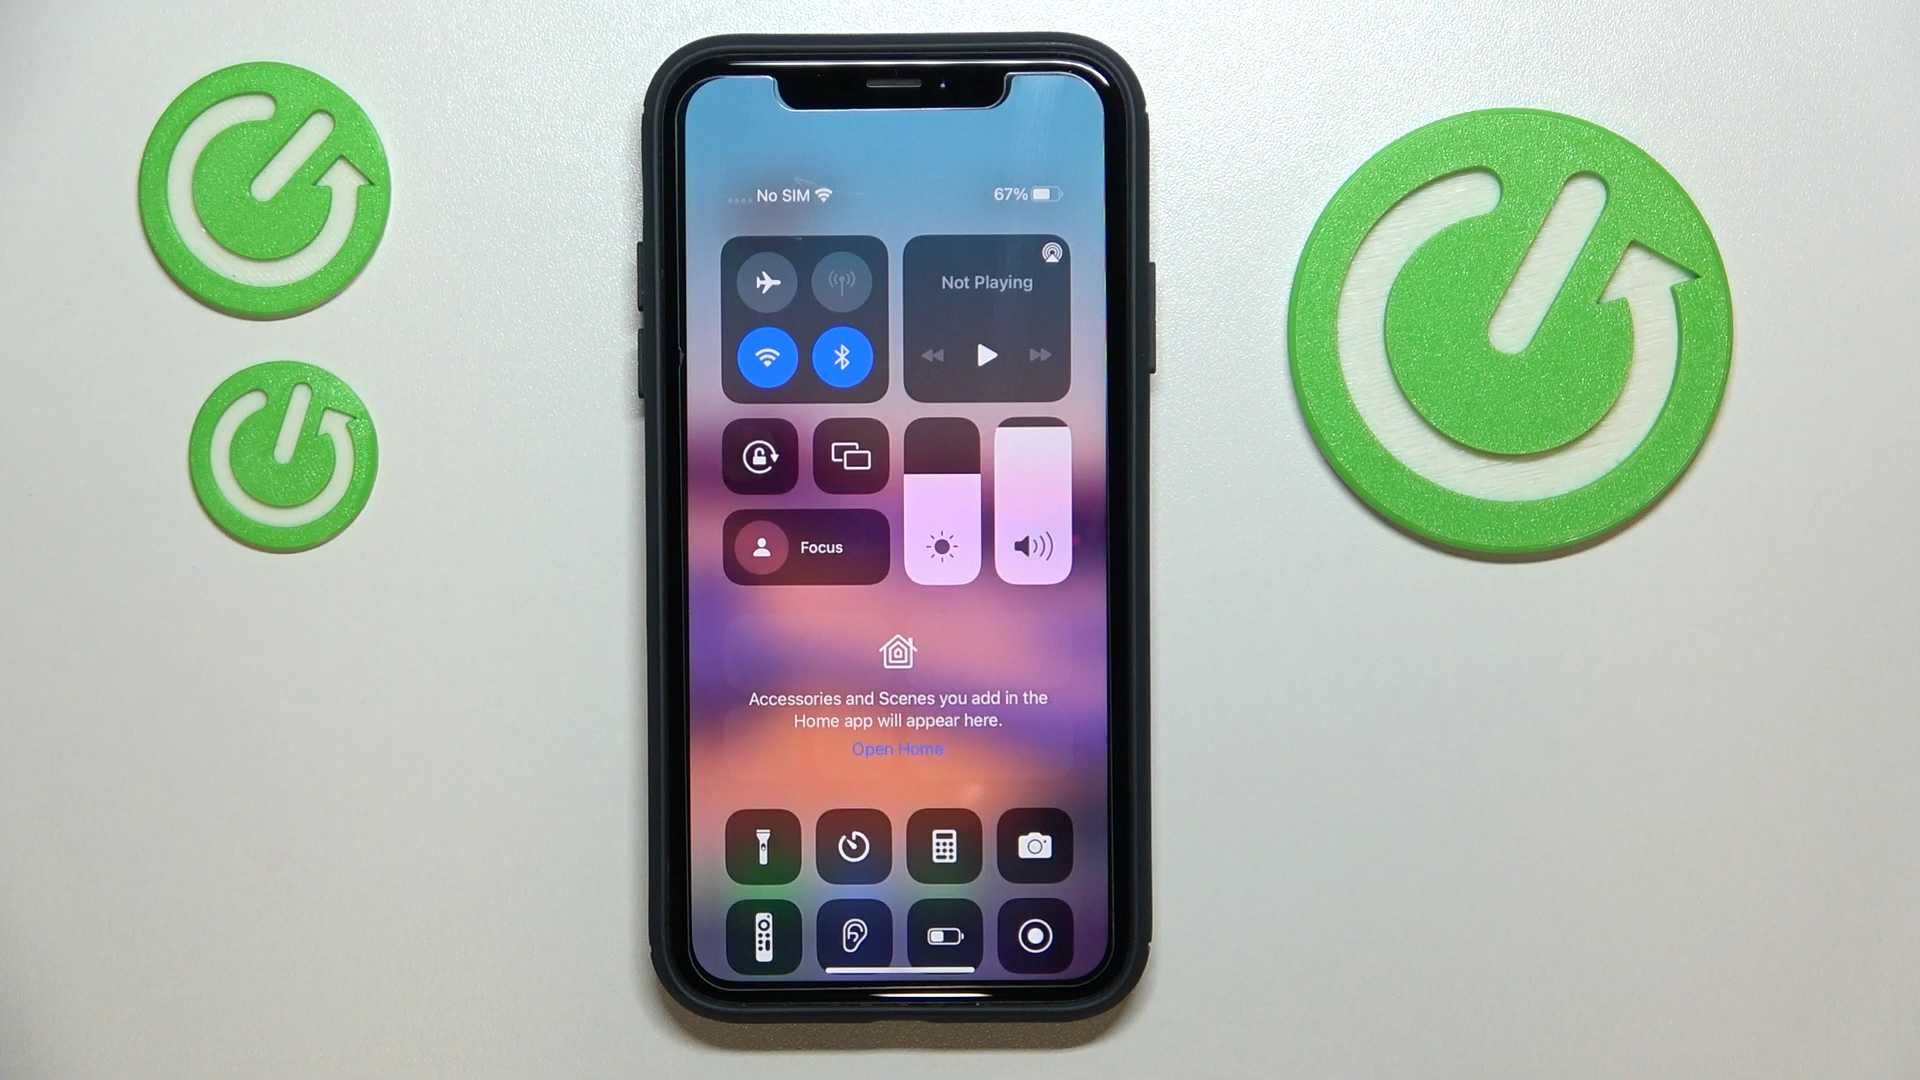 No SIM
67%
Not Playing
Focus
Accessories and Scenes you add in the
Home app will appear here.
Open Home